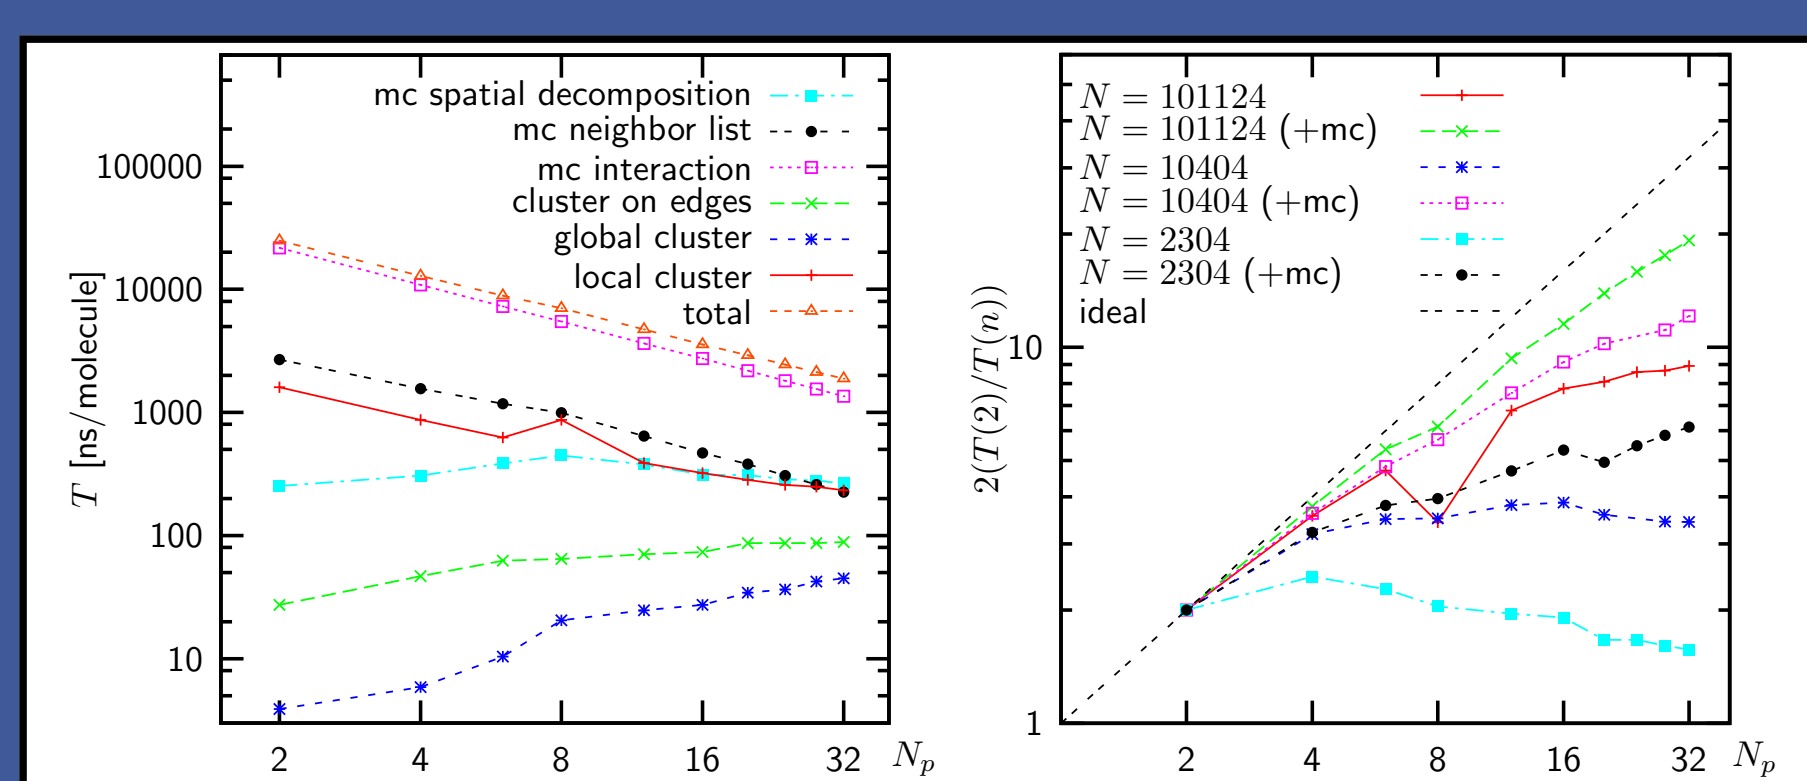 mc spatial decomposition
mc neighbor list
mc interaction
cluster on edges
global cluster
local cluster
total
T [ns/molecule]
100000
10000
1000
100
10
2 4 8 16 32 N_p
N = 101124
N = 101124 (+mc)
N = 10404
N = 10404 (+mc)
N = 2304
N = 2304 (+mc)
ideal
2(T(2)/T(n))
10
1
2 4 8 16 32 N_p